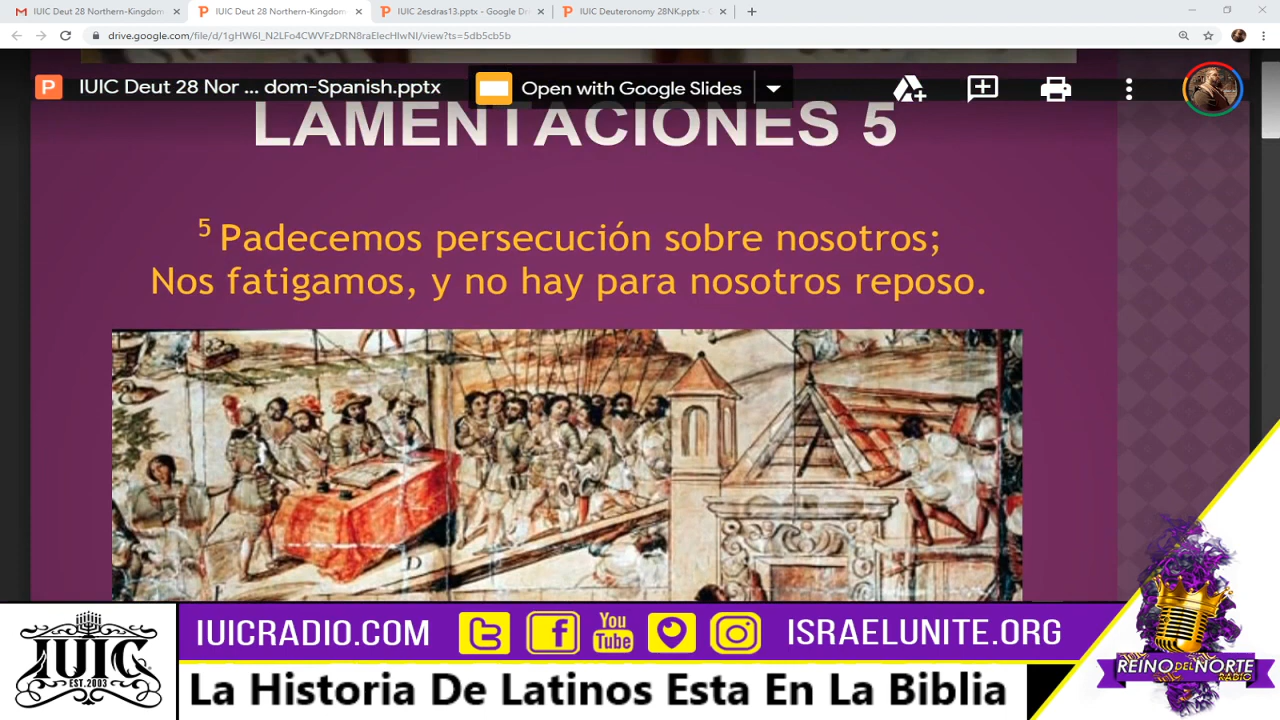 IUIC Deut 28 Northern-Kingdom
IUIC Deut 28 Northern-Kingdom
IUIC 2esdras13.pptx - Google Dr
IUIC Deuteronomy 28NK.pptx - G
drive.google.com/file/d/1gHW6l_N2LFo4CWVFzDRN8raElecHIwNI/view?ts=5db5cb5b
IUIC Deut 28 Nor ... dom-Spanish.pptx
Open with Google Slides
LAMENTACIONES 5
5 Padecemos persecución sobre nosotros;
Nos fatigamos, y no hay para nosotros reposo.
D
IUIC
EST. 2003
IUICRADIO.COM
You
Tube
ISRAELUNITE.ORG
REINO DEL NORTE
RADIO
La Historia De Latinos Esta En La Biblia